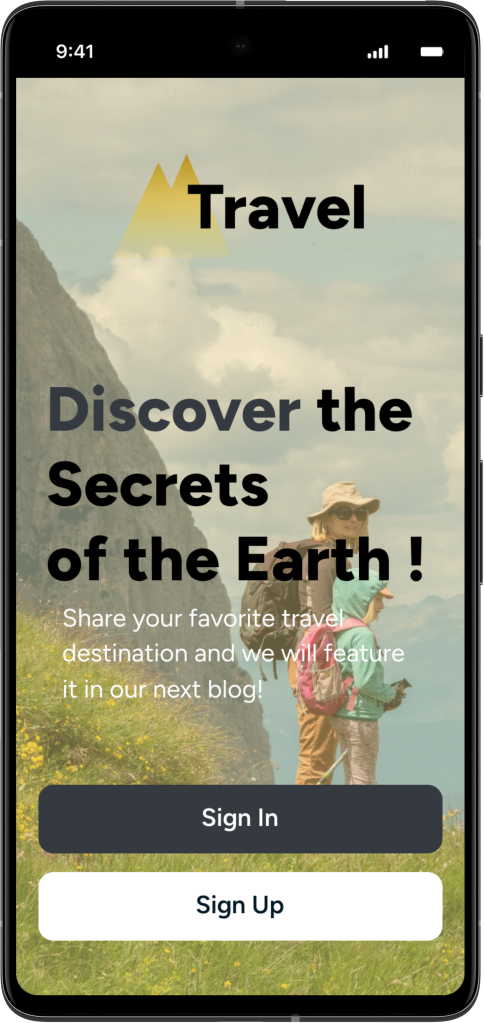 9:41
Travel
Discover the
Secrets
of the Earth !
Share your favorite travel
destination and we will feature
it in our next blog!
Sign In
Sign Up